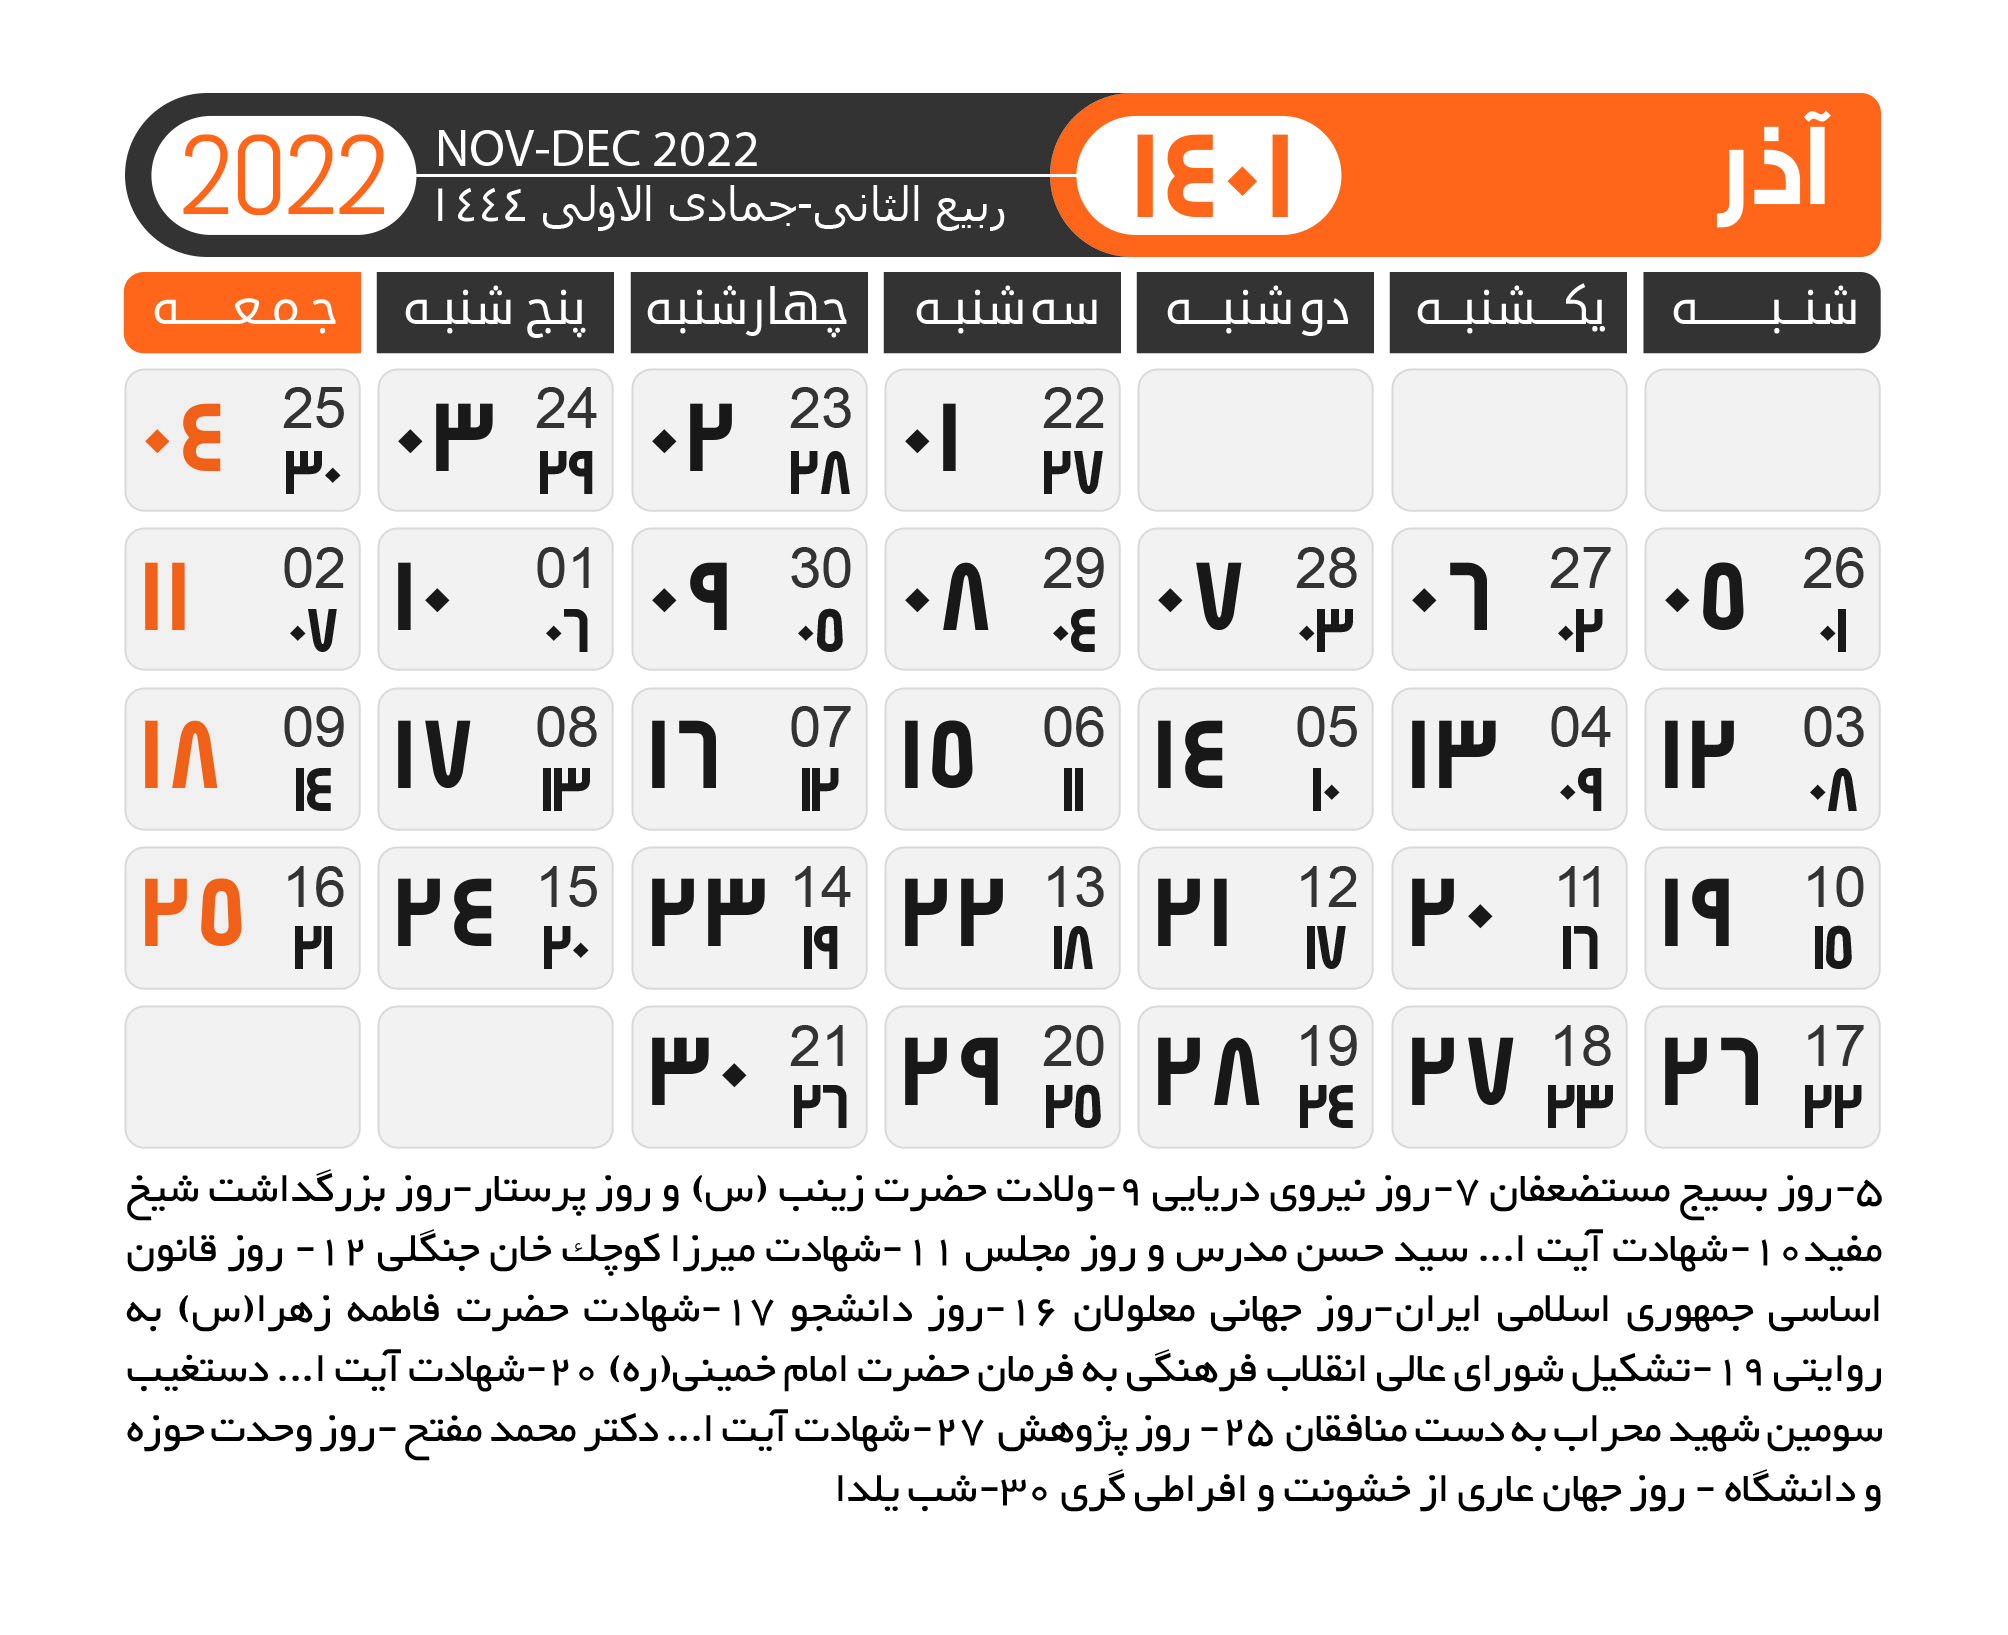 آذر
۱۴۰۱
NOV-DEC 2022
ربیع الثانی-جمادی الاولی ۱۴۴۴
2022
شنبه یکشنبه دوشنبه سه‌شنبه چهارشنبه پنج شنبه جمعه
22 23 24 25
۰۱ ۰۲ ۰۳ ۰۴
۲۷ ۲۸ ۲۹ ۳۰
26 27 28 29 30 01 02
۰۵ ۰۶ ۰۷ ۰۸ ۰۹ ۱۰ ۱۱
۰۱ ۰۲ ۰۳ ۰۴ ۰۵ ۰۶ ۰۷
03 04 05 06 07 08 09
۱۲ ۱۳ ۱۴ ۱۵ ۱۶ ۱۷ ۱۸
۰۸ ۰۹ ۱۰ ۱۱ ۱۲ ۱۳ ۱۴
10 11 12 13 14 15 16
۱۹ ۲۰ ۲۱ ۲۲ ۲۳ ۲۴ ۲۵
۱۵ ۱۶ ۱۷ ۱۸ ۱۹ ۲۰ ۲۱
17 18 19 20 21
۲۶ ۲۷ ۲۸ ۲۹ ۳۰
۲۲ ۲۳ ۲۴ ۲۵ ۲۶
۵-روز بسیج مستضعفان ۷-روز نیروی دریایی ۹-ولادت حضرت زینب (س) و روز پرستار-روز بزرگداشت شیخ
مفید۱۰-شهادت آیت ا... سید حسن مدرس و روز مجلس ۱۱-شهادت میرزا کوچک خان جنگلی ۱۲- روز قانون
اساسی جمهوری اسلامی ایران-روز جهانی معلولان ۱۶-روز دانشجو ۱۷-شهادت حضرت فاطمه زهرا(س) به
روایتی ۱۹-تشکیل شورای عالی انقلاب فرهنگی به فرمان حضرت امام خمینی(ره) ۲۰-شهادت آیت ا... دستغیب
سومین شهید محراب به دست منافقان ۲۵- روز پژوهش ۲۷-شهادت آیت ا... دکتر محمد مفتح -روز وحدت حوزه
و دانشگاه - روز جهان عاری از خشونت و افراطی گری ۳۰-شب یلدا